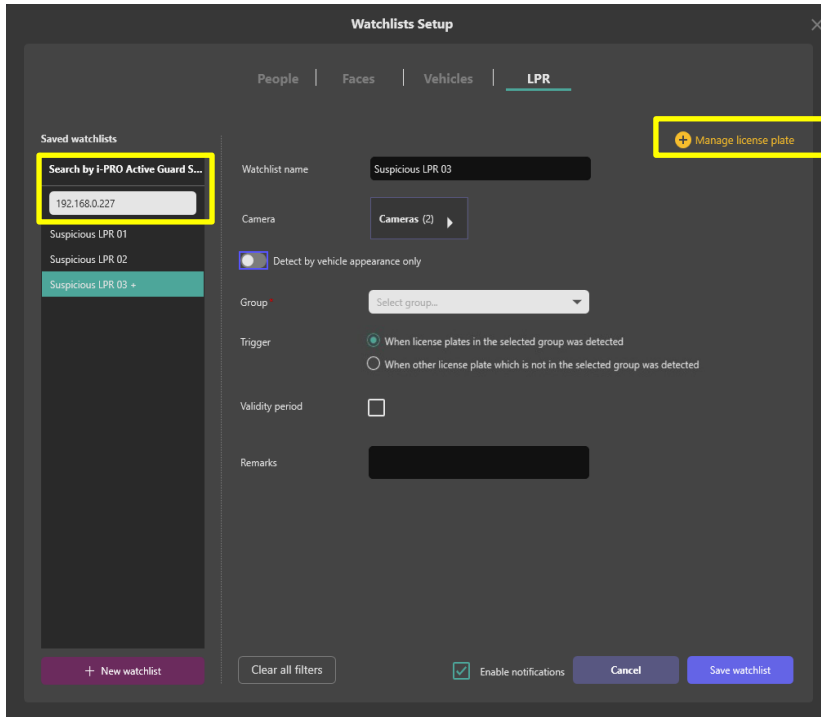 Watchlists Setup
People
Faces
Vehicles
LPR
Saved watchlists
Manage license plate
Search by i-PRO Active Guard S...
192.168.0.227
Suspicious LPR 01
Suspicious LPR 02
Suspicious LPR 03 +
Watchlist name
Suspicious LPR 03
Camera
Cameras (2)
Detect by vehicle appearance only
Group*
Select group...
Trigger
When license plates in the selected group was detected
When other license plate which is not in the selected group was detected
Validity period
Remarks
+ New watchlist
Clear all filters
Enable notifications
Cancel
Save watchlist